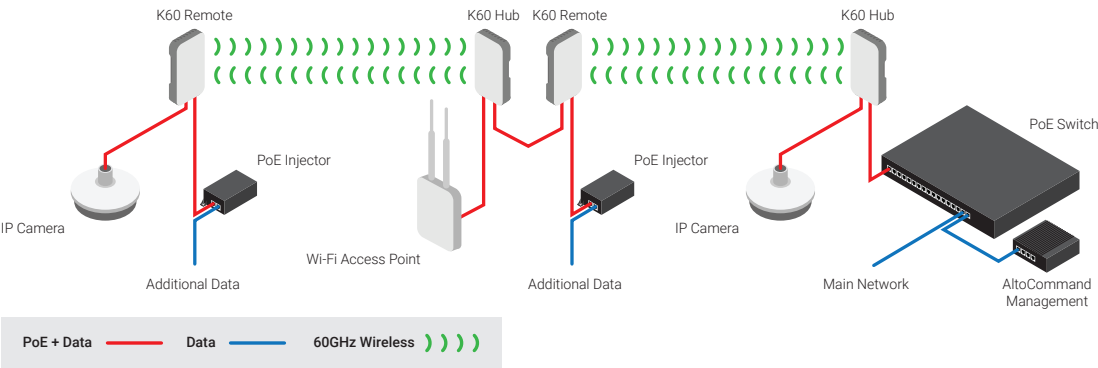 K60 Remote
K60 Hub
K60 Remote
K60 Hub
PoE Switch
PoE Injector
PoE Injector
IP Camera
IP Camera
Wi-Fi Access Point
Additional Data
Additional Data
Main Network
AltoCommand
Management
PoE + Data
Data
60GHz Wireless